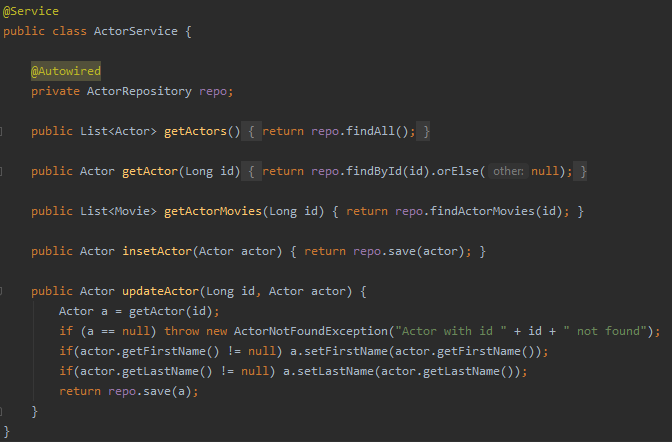 @Service
public class ActorService {
@Autowired
private ActorRepository repo;
public List<Actor> getActors() { return repo.findAll(); }
public Actor getActor(Long id) { return repo.findById(id).orElse( other: null); }
public List<Movie> getActorMovies(Long id) { return repo.findActorMovies(id); }
public Actor insetActor(Actor actor) { return repo.save(actor); }
public Actor updateActor(Long id, Actor actor) {
Actor a = getActor(id);
if (a == null) throw new ActorNotFoundException("Actor with id " + id + " not found");
if(actor.getFirstName() != null) a.setFirstName(actor.getFirstName());
if(actor.getLastName() != null) a.setLastName(actor.getLastName());
return repo.save(a);
}
}